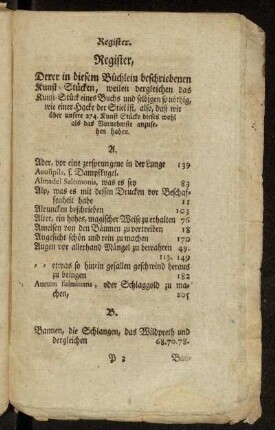 Register.
Register,
Derer in diesem Büchlein beschriebenen
Kunst-Stücken, weilen dergleichen das
Kunst-Stück eines Buchs und selbigen so nöthig,
wie einer Hacke der Stiel ist, also, daß wir
über unsere 274. Kunst Stücke dieses wohl
als das Vornehmste anzuse-
hen haben.
A.
Ader, vor eine zersprungene in der Lunge 139
Aeolipila, s. Dampfkugel.
Almadel Salomonis, was es sey 83
Alp, was es mit dessen Drucken vor Beschaf-
fenheit habe 11
Alruncken beschrieben 103
Alter, ein hohes, magischer Weise zu erhalten 76
Ameisen von den Bäumen zu vertreiben 18
Angesicht schön und rein zu machen 170
Augen vor allerhand Mängel zu bewahren 49.
113. 149
- - etwas so hinein gefallen geschwind heraus
zu bringen 182
Aurum fulminans, oder Schlaggold zu ma-
chen, 205
B.
Bannen, die Schlangen, das Wildpreth und
dergleichen 68.70.78.
P 2 Bau-